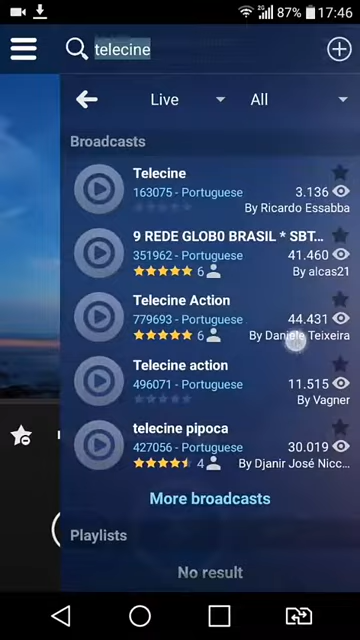 2G 87% 17:46
telecine
Live All
Broadcasts
Telecine
163075 - Portuguese 3.136
By Ricardo Essabba
9 REDE GLOB0 BRASIL * SBT...
351962 - Portuguese 41.460
6 By alcas21
Telecine Action
779693 - Portuguese 44.431
6 By Daniele Teixeira
Telecine action
496071 - Portuguese 11.515
By Vagner
telecine pipoca
427056 - Portuguese 30.019
4 By Djanir José Nicc...
More broadcasts
Playlists
No result